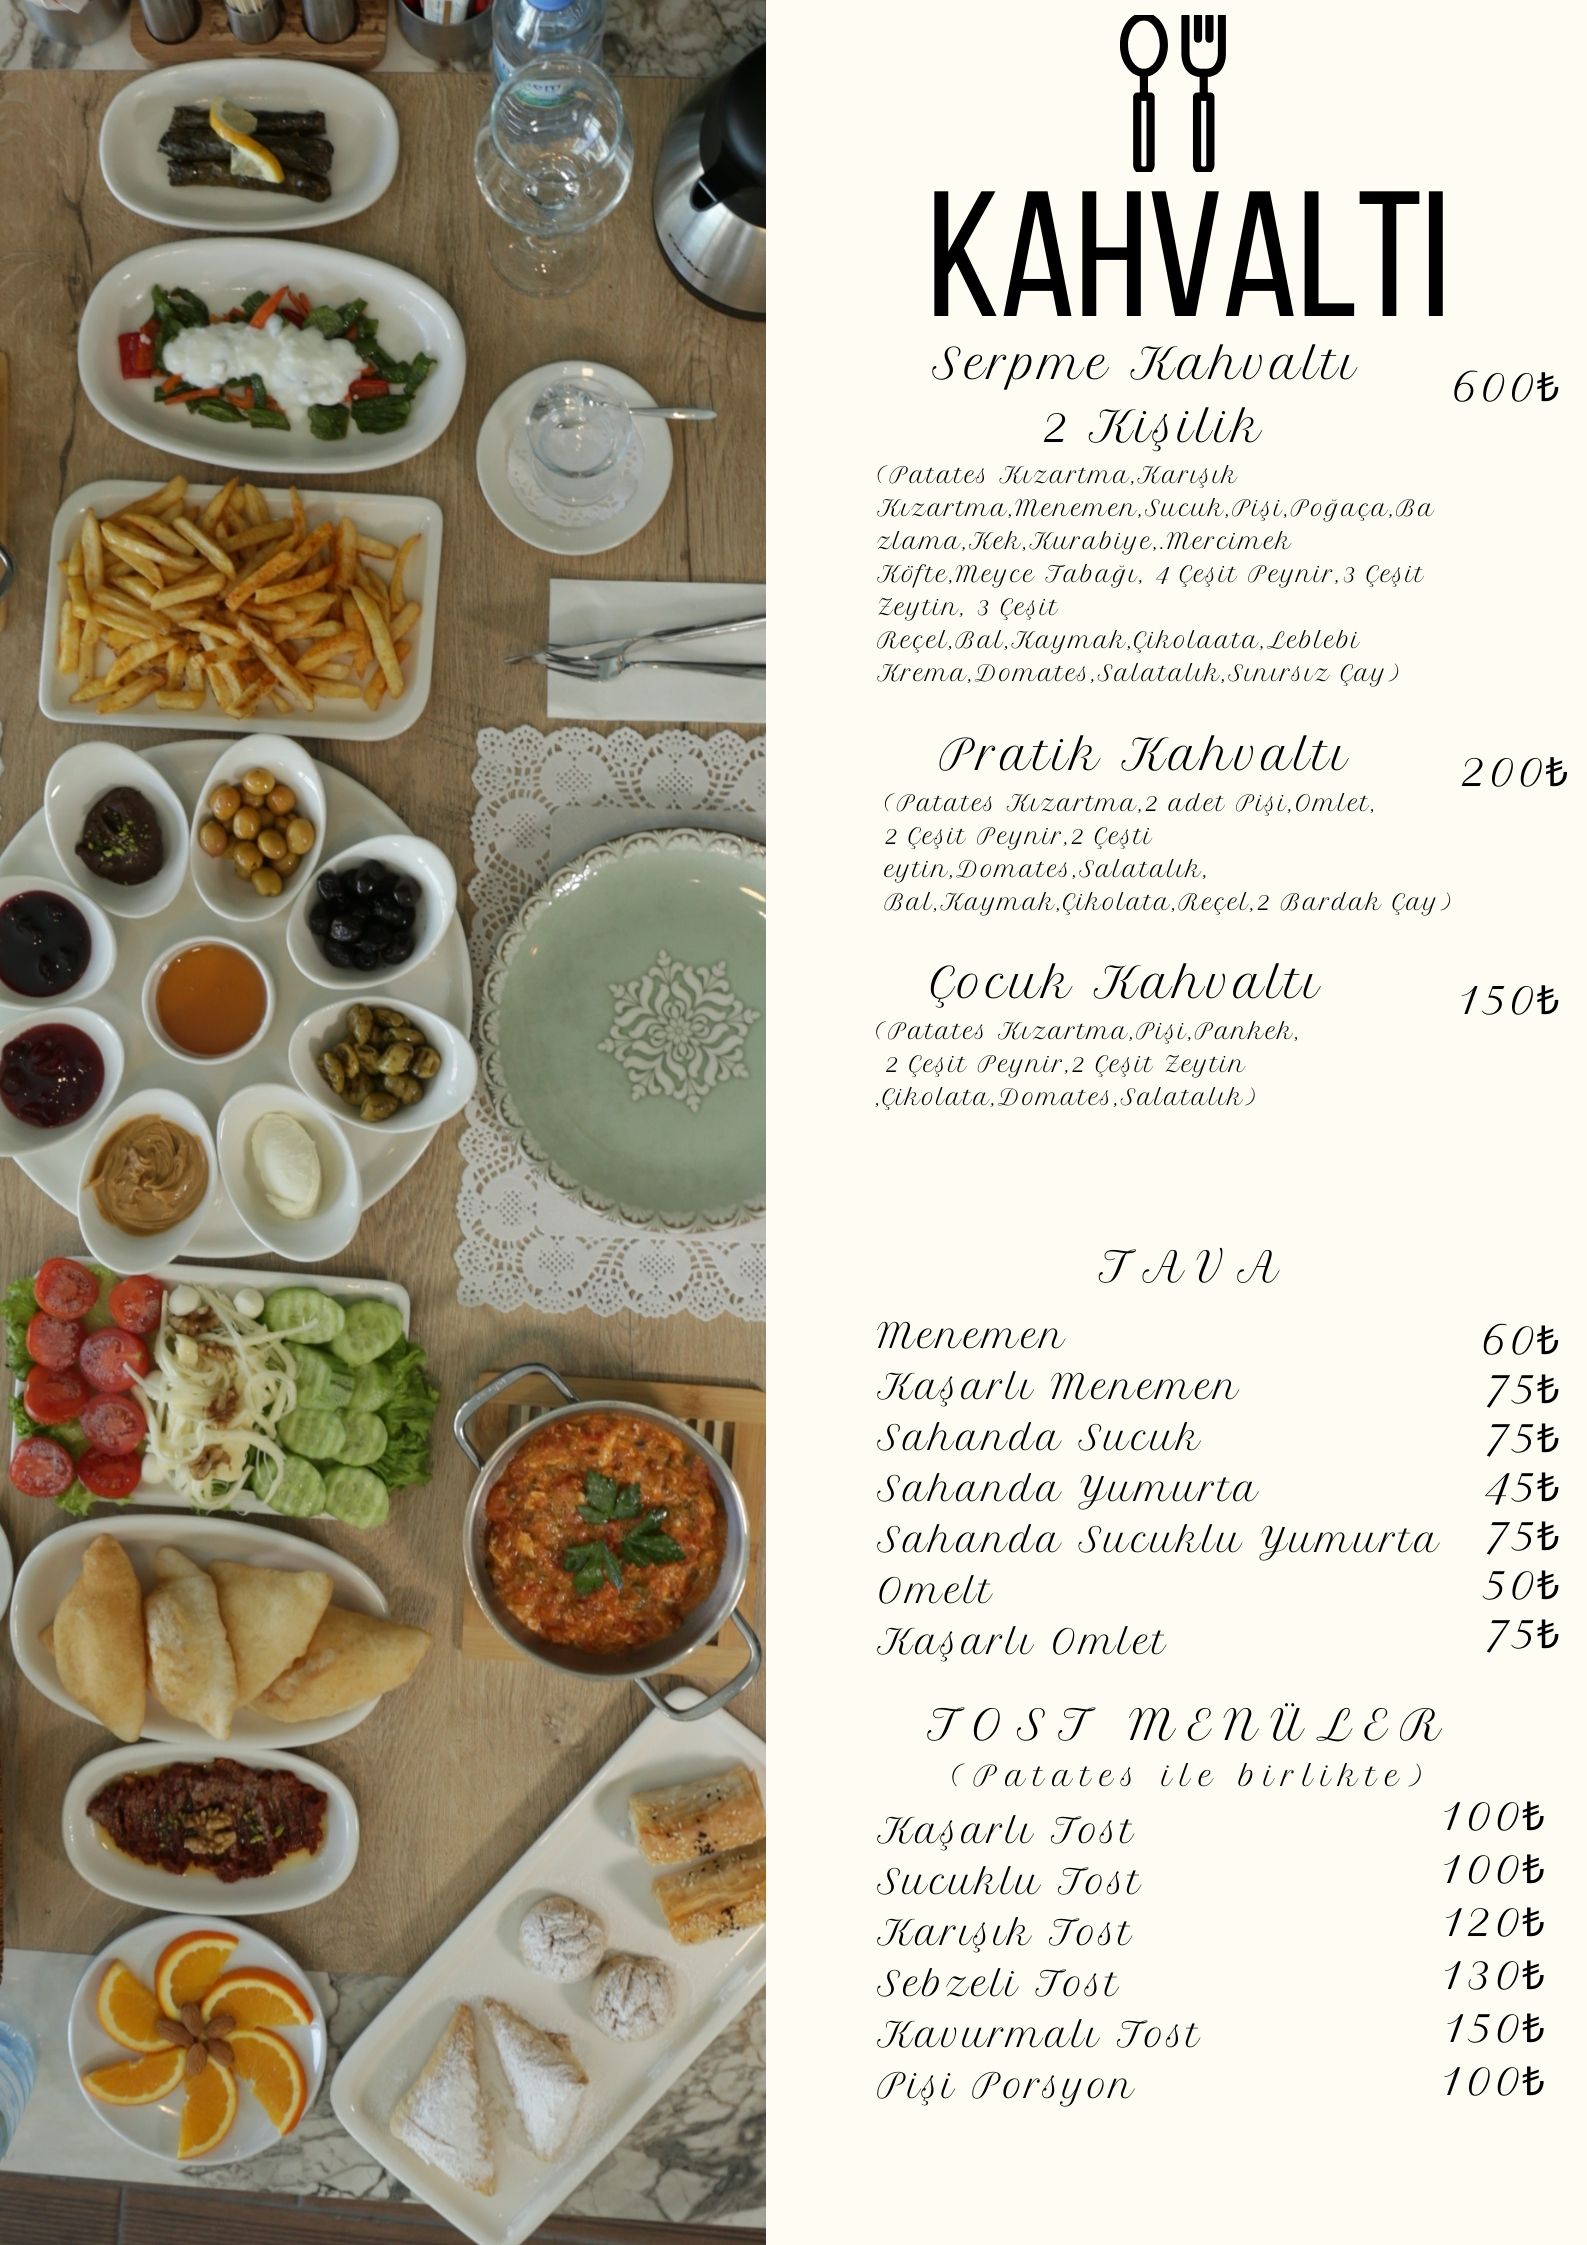 KAHVALTI
Serpme Kahvaltı 600₺
2 Kişilik
(Patates Kızartma,Karışık
Kızartma,Menemen,Sucuk,Pişi,Poğaça,Ba
zlama,Kek,Kurabiye,.Mercimek
Köfte,Meyce Tabağı, 4 Çeşit Peynir,3 Çeşit
Zeytin, 3 Çeşit
Reçel,Bal,Kaymak,Çikolaata,Leblebi
Krema,Domates,Salatalık,Sınırsız Çay)
Pratik Kahvaltı 200₺
(Patates Kızartma,2 adet Pişi,Omlet,
2 Çeşit Peynir,2 Çeşti
eytin,Domates,Salatalık,
Bal,Kaymak,Çikolata,Reçel,2 Bardak Çay)
Çocuk Kahvaltı 150₺
(Patates Kızartma,Pişi,Pankek,
2 Çeşit Peynir,2 Çeşit Zeytin
,Çikolata,Domates,Salatalık)
TAVA
Menemen 60₺
Kaşarlı Menemen 75₺
Sahanda Sucuk 75₺
Sahanda Yumurta 45₺
Sahanda Sucuklu Yumurta 75₺
Omelt 50₺
Kaşarlı Omlet 75₺
TOST MENÜLER
(Patates ile birlikte)
Kaşarlı Tost 100₺
Sucuklu Tost 100₺
Karışık Tost 120₺
Sebzeli Tost 130₺
Kavurmalı Tost 150₺
Pişi Porsyon 100₺